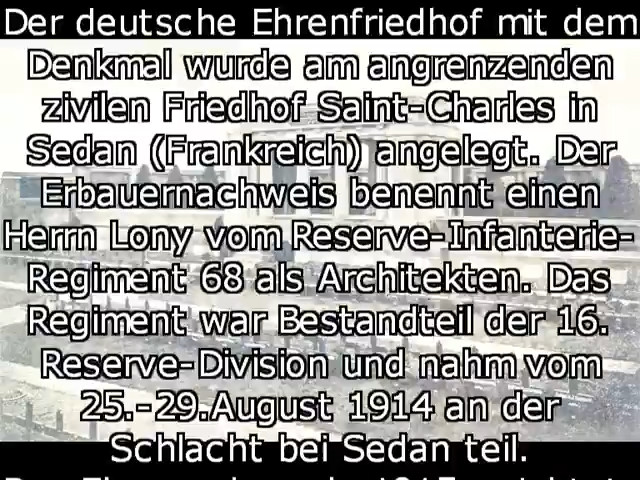 Der deutsche Ehrenfriedhof mit dem
Denkmal wurde am angrenzenden
zivilen Friedhof Saint-Charles in
Sedan (Frankreich) angelegt. Der
Erbauernachweis benennt einen
Herrn Lony vom Reserve-Infanterie-
Regiment 68 als Architekten. Das
Regiment war Bestandteil der 16.
Reserve-Division und nahm vom
25.-29.August 1914 an der
Schlacht bei Sedan teil.